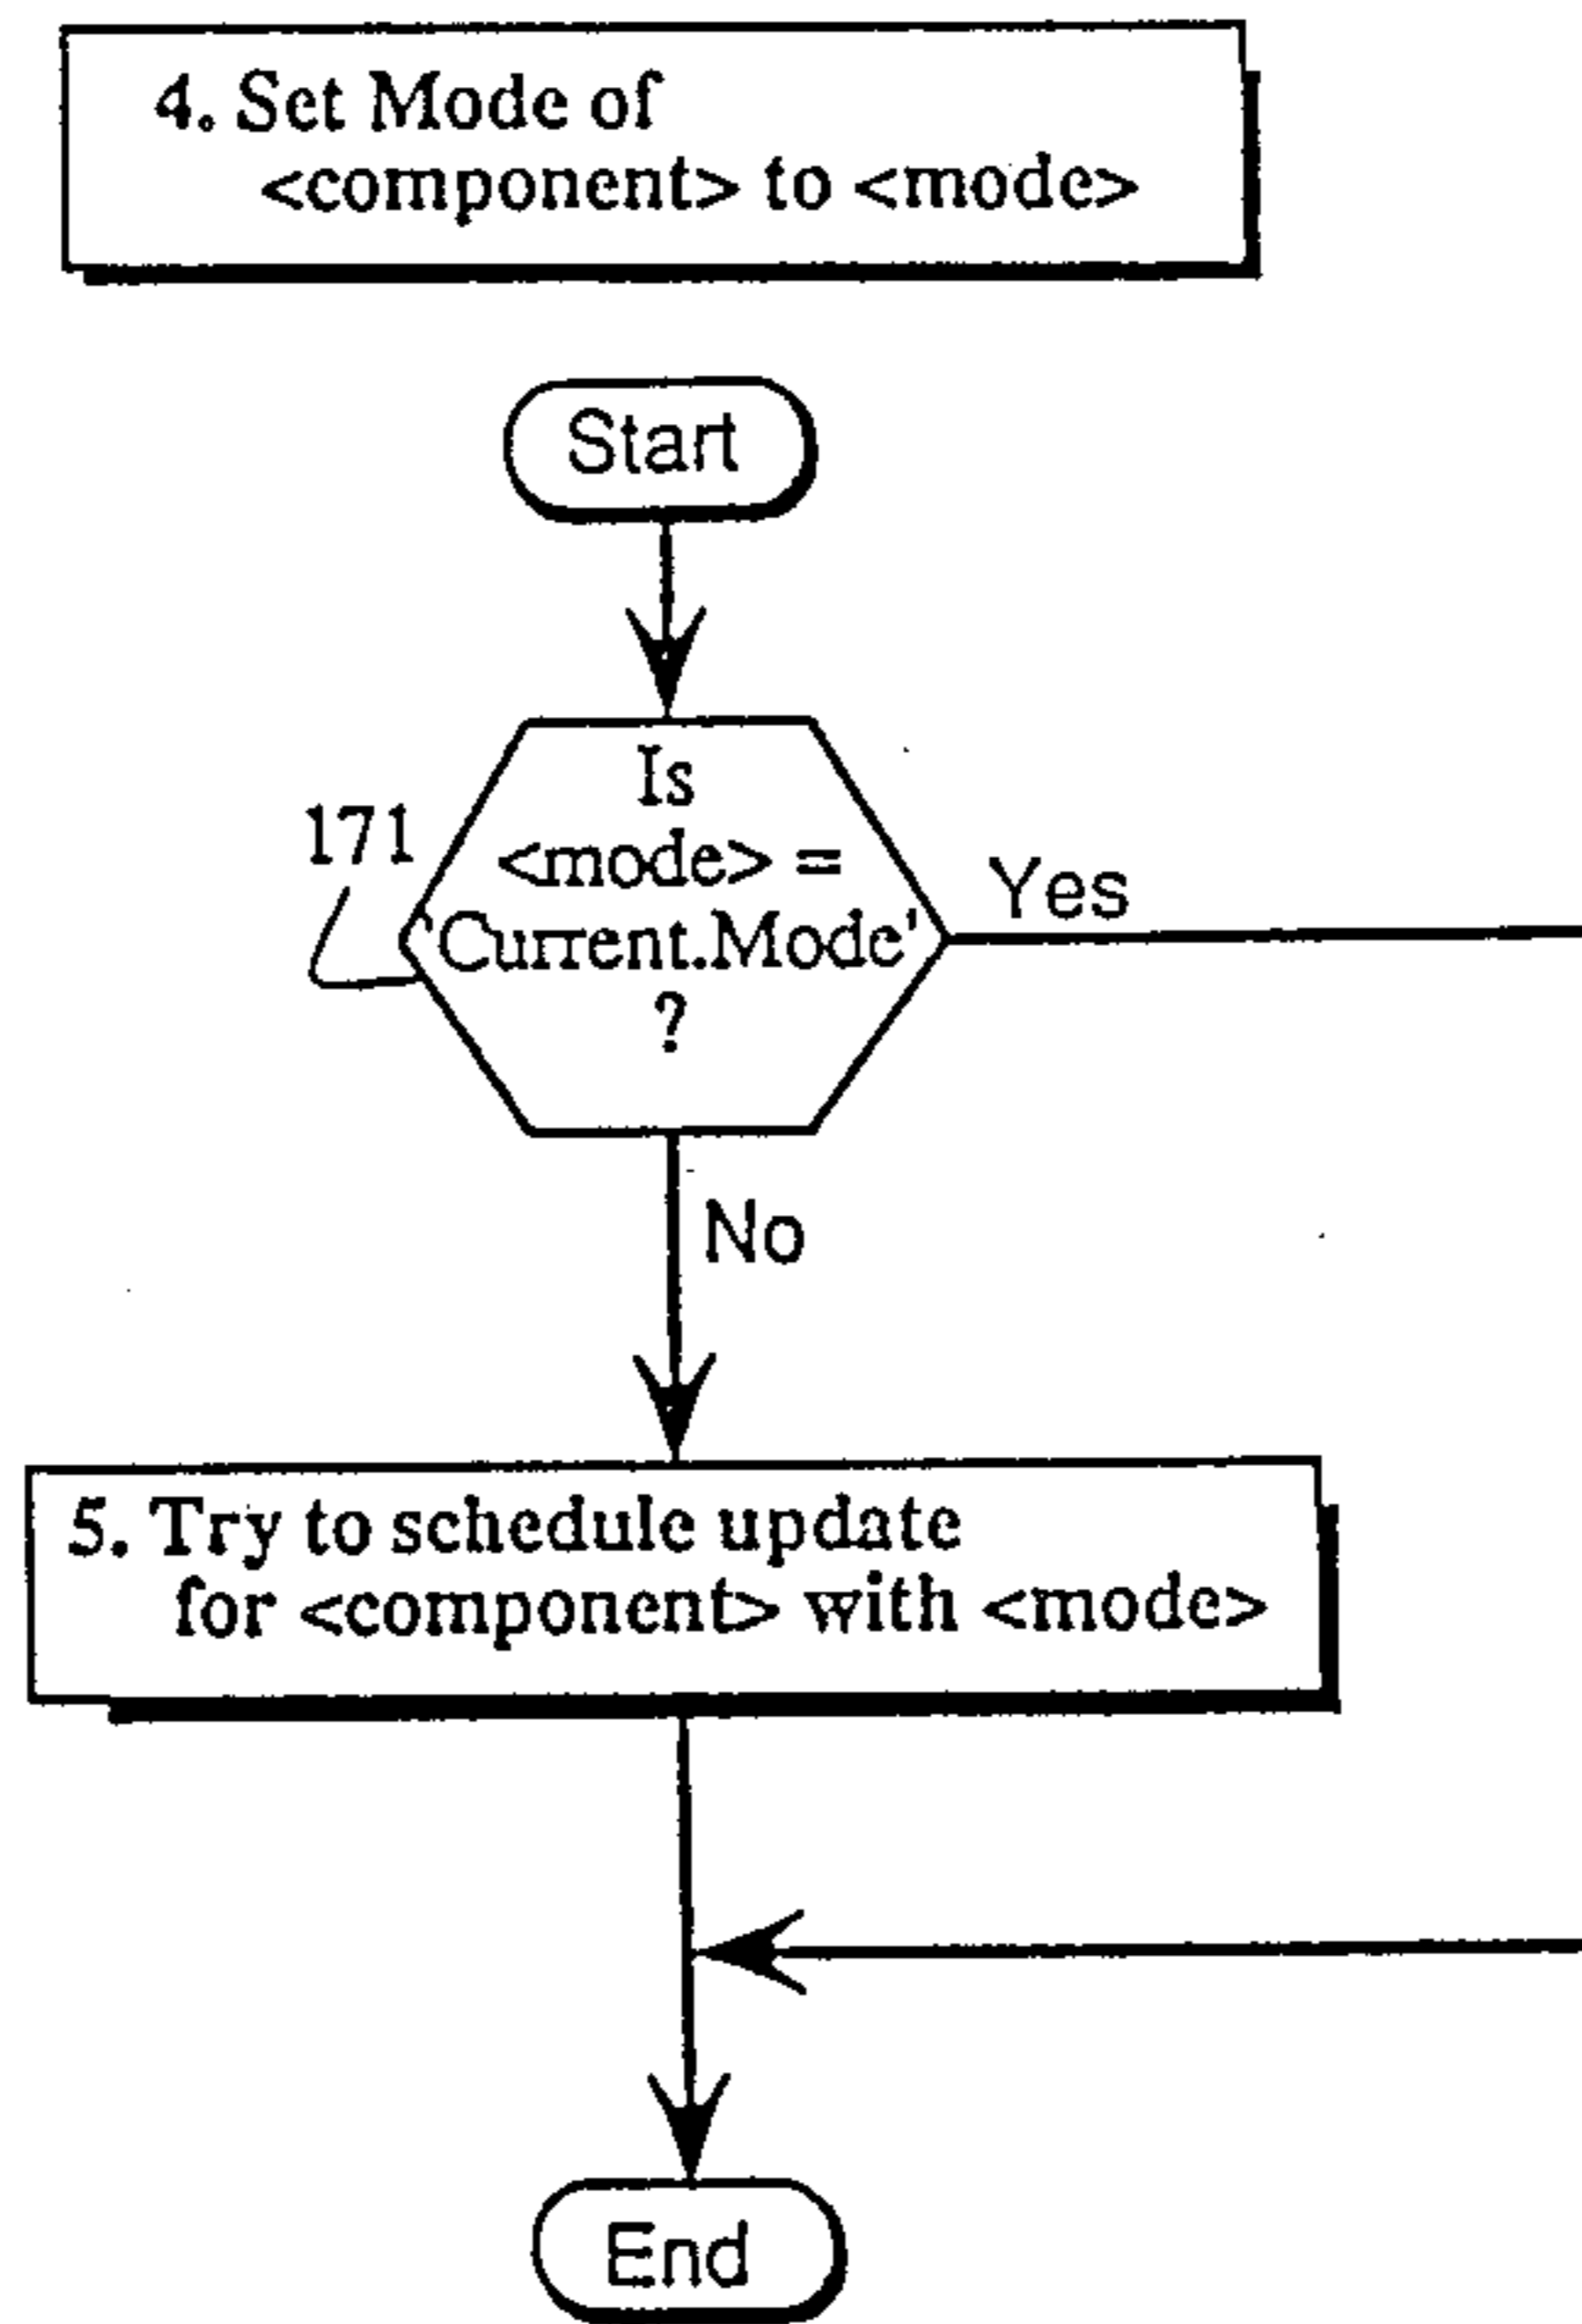 4. Set Mode of
<component> to <mode>
Start
Is
<mode> =
'Current.Mode'
?
171
Yes
No
5. Try to schedule update
for <component> with <mode>
End